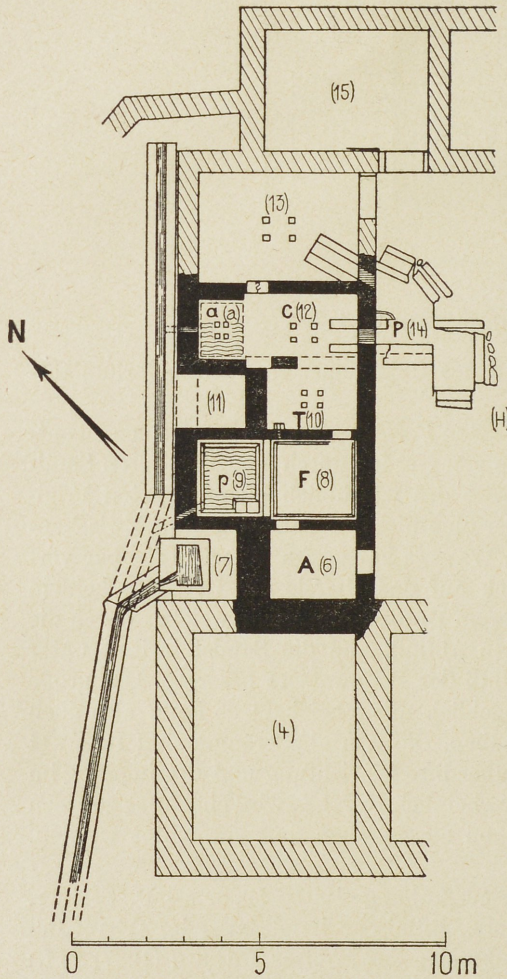 (15)
(13)
α (a) C (12)
P (14)
N
(11)
T (10)
(H)
p (9) F (8)
(7) A (6)
(4)
0 5 10 m